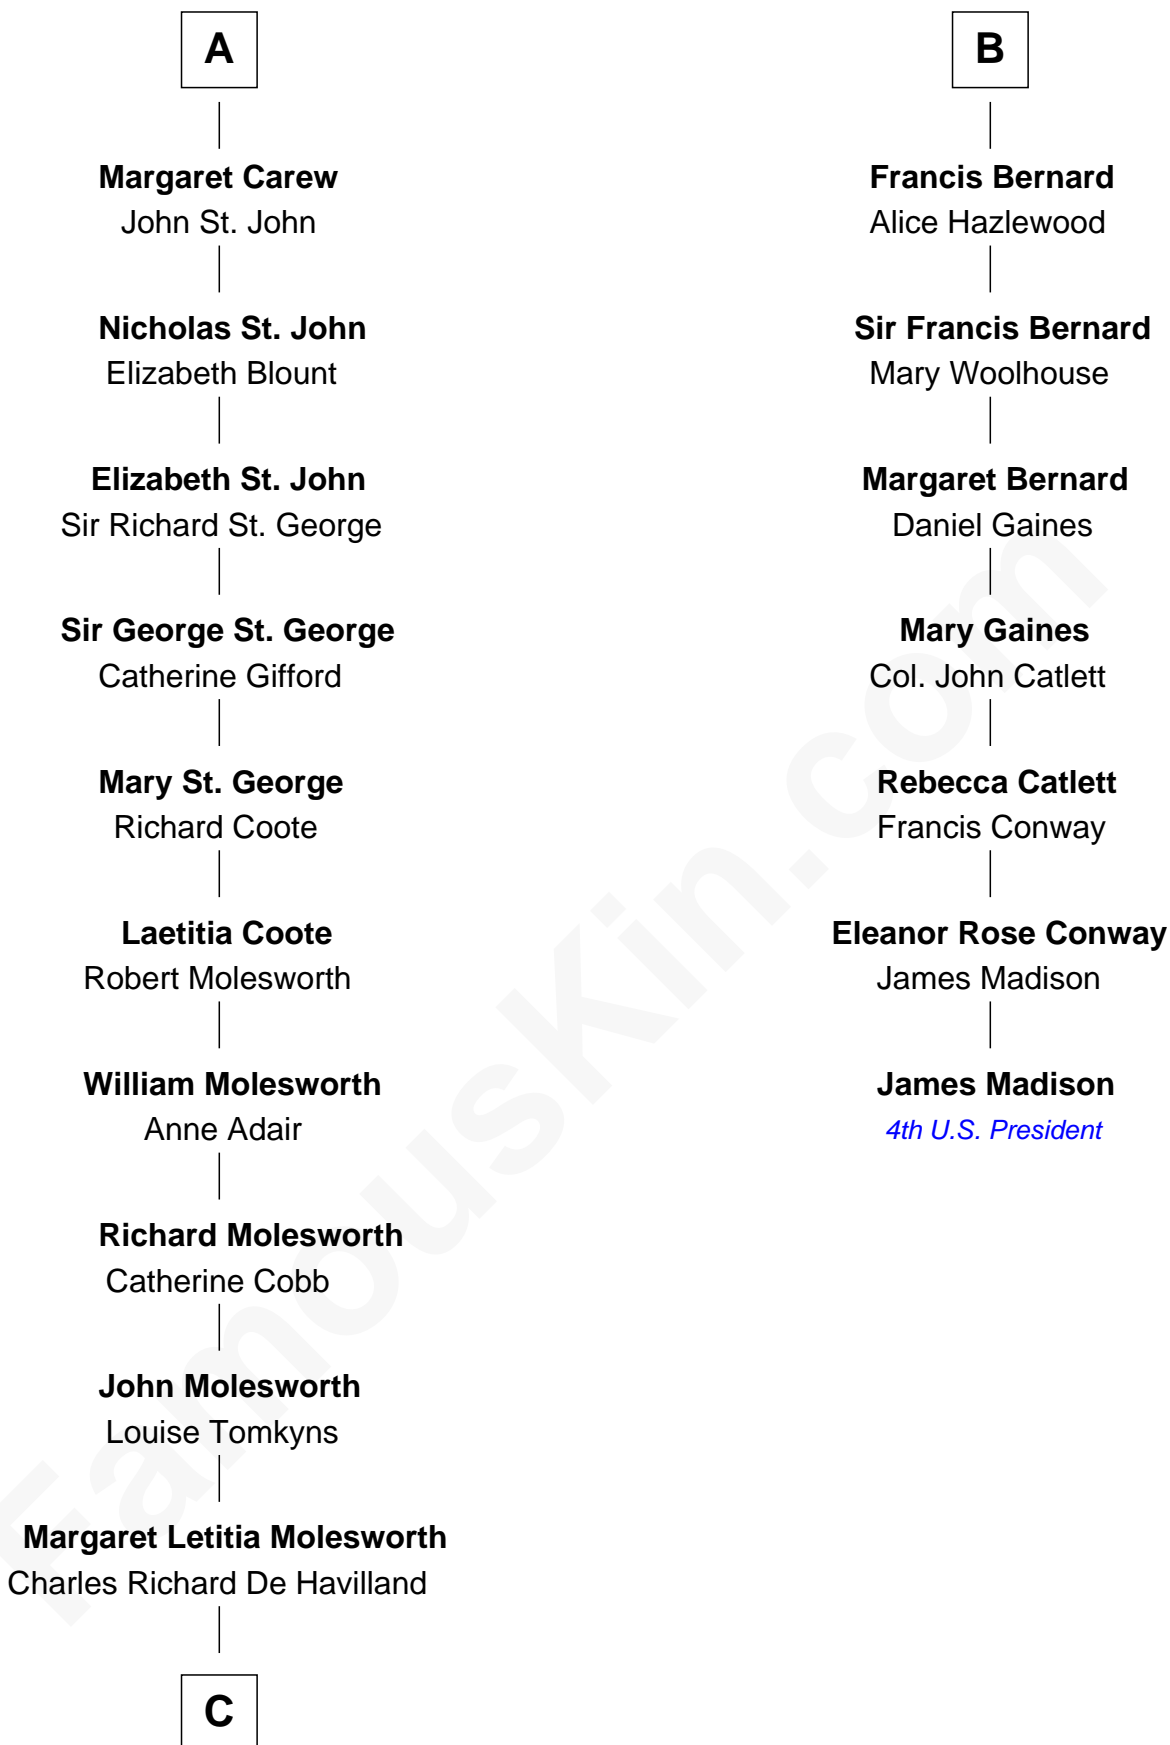 A
Margaret Carew
John St. John
Nicholas St. John
Elizabeth Blount
Elizabeth St. John
Sir Richard St. George
Sir George St. George
Catherine Gifford
Mary St. George
Richard Coote
Laetitia Coote
Robert Molesworth
William Molesworth
Anne Adair
Richard Molesworth
Catherine Cobb
John Molesworth
Louise Tomkyns
Margaret Letitia Molesworth
Charles Richard De Havilland
C
B
Francis Bernard
Alice Hazlewood
Sir Francis Bernard
Mary Woolhouse
Margaret Bernard
Daniel Gaines
Mary Gaines
Col. John Catlett
Rebecca Catlett
Francis Conway
Eleanor Rose Conway
James Madison
James Madison
4th U.S. President
FamousKin.com